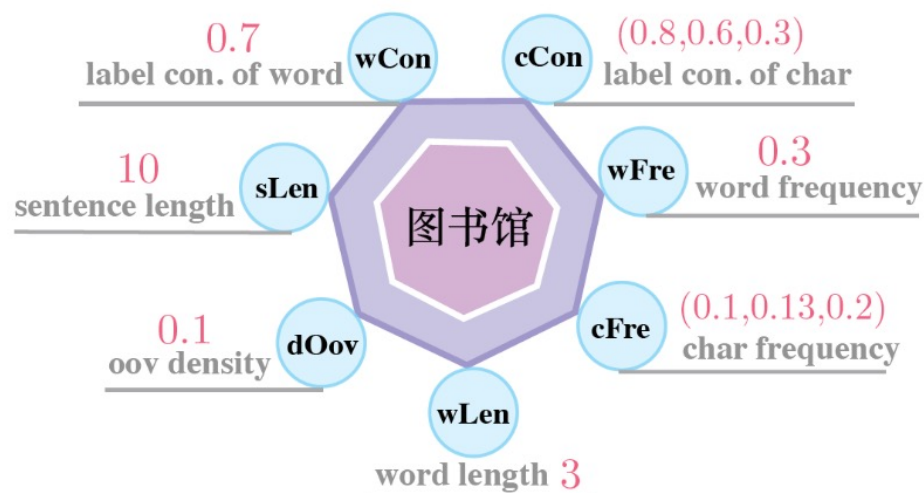 0.7
label con. of word
wCon
cCon
(0.8,0.6,0.3)
label con. of char
10
sentence length
sLen
图书馆
wFre
0.3
word frequency
0.1
oov density
dOov
cFre
(0.1,0.13,0.2)
char frequency
wLen
word length 3